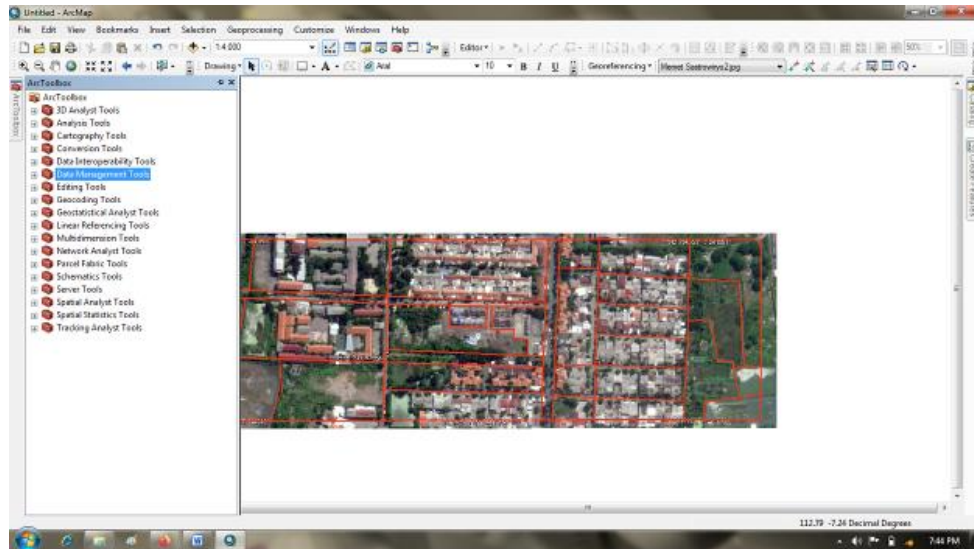 Untitled - ArcMap
File Edit View Bookmarks Insert Selection Geoprocessing Customize Windows Help
1:4.000 Editor
Drawing A Arial 10 B I U Georeferencing
ArcToolbox
ArcToolbox
3D Analyst Tools
Analysis Tools
Cartography Tools
Conversion Tools
Data Interoperability Tools
Data Management Tools
Editing Tools
Geocoding Tools
Geostatistical Analyst Tools
Linear Referencing Tools
Multidimension Tools
Network Analyst Tools
Parcel Fabric Tools
Schematics Tools
Server Tools
Spatial Analyst Tools
Spatial Statistics Tools
Tracking Analyst Tools
ArcToolbox
Catalog
Create Features
112.79 -7.24 Decimal Degrees
7:44 PM